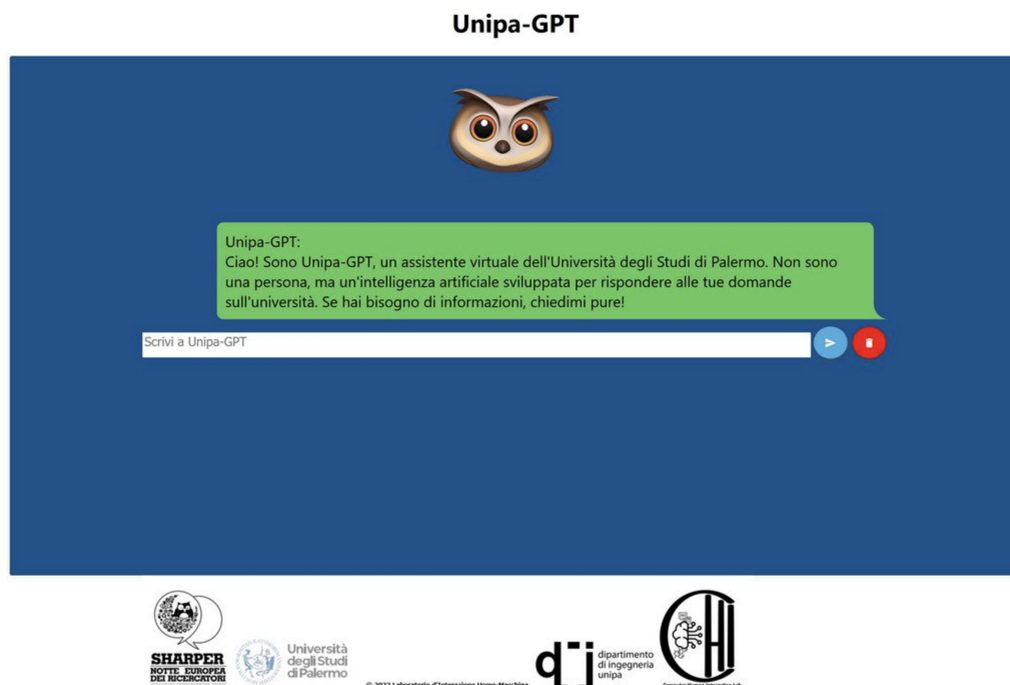 Unipa-GPT
Unipa-GPT:
Ciao! Sono Unipa-GPT, un assistente virtuale dell'Università degli Studi di Palermo. Non sono
una persona, ma un'intelligenza artificiale sviluppata per rispondere alle tue domande
sull'università. Se hai bisogno di informazioni, chiedimi pure!
Scrivi a Unipa-GPT
SHARPER
NOTTE EUROPEA
DEI RICERCATORI
Università
degli Studi
di Palermo
dipartimento
di ingegneria
unipa
CHI